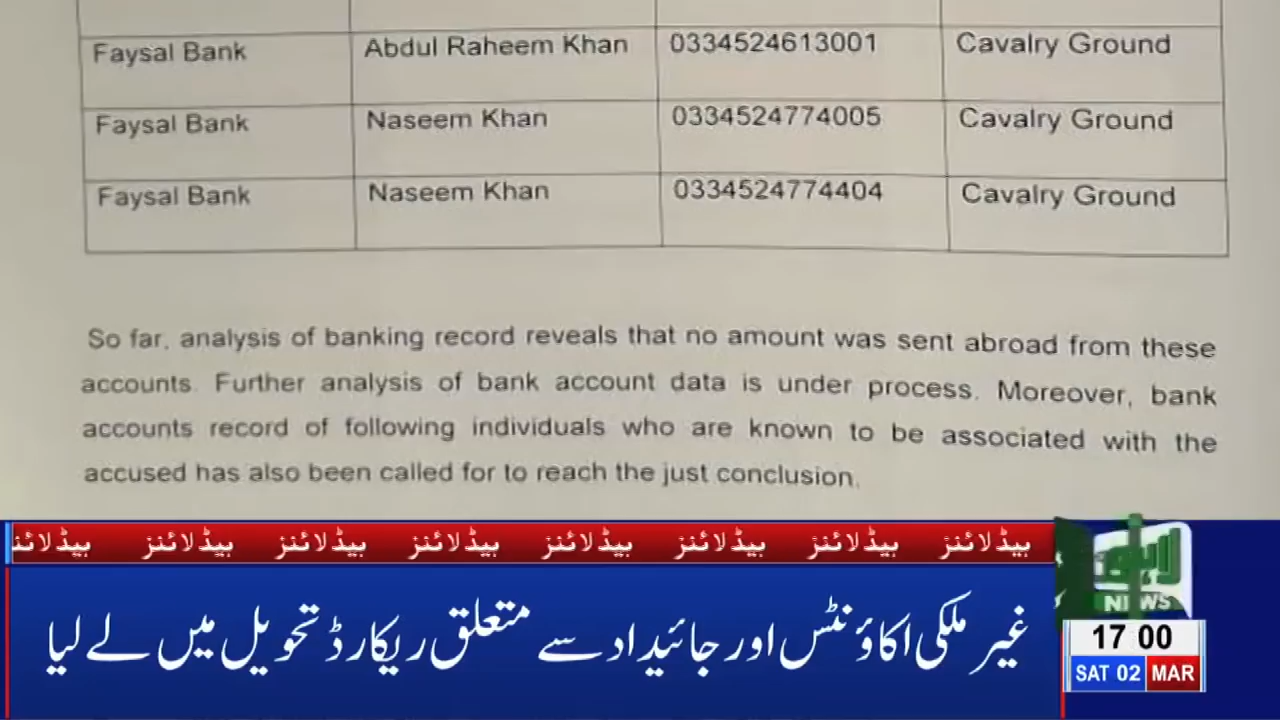 Faysal Bank Abdul Raheem Khan 0334524613001 Cavalry Ground
Faysal Bank Naseem Khan 0334524774005 Cavalry Ground
Faysal Bank Naseem Khan 0334524774404 Cavalry Ground
So far, analysis of banking record reveals that no amount was sent abroad from these
accounts. Further analysis of bank account data is under process. Moreover, bank
accounts record of following individuals who are known to be associated with the
accused has also been called for to reach the just conclusion.
ہیڈلائنز ہیڈلائنز ہیڈلائنز ہیڈلائنز ہیڈلائنز ہیڈلائنز ہیڈلائنز ہیڈلائنز
غیر ملکی اکاؤنٹس اور جائیداد سے متعلق ریکارڈ تحویل میں لے لیا
NEWS
17 00
SAT 02 MAR